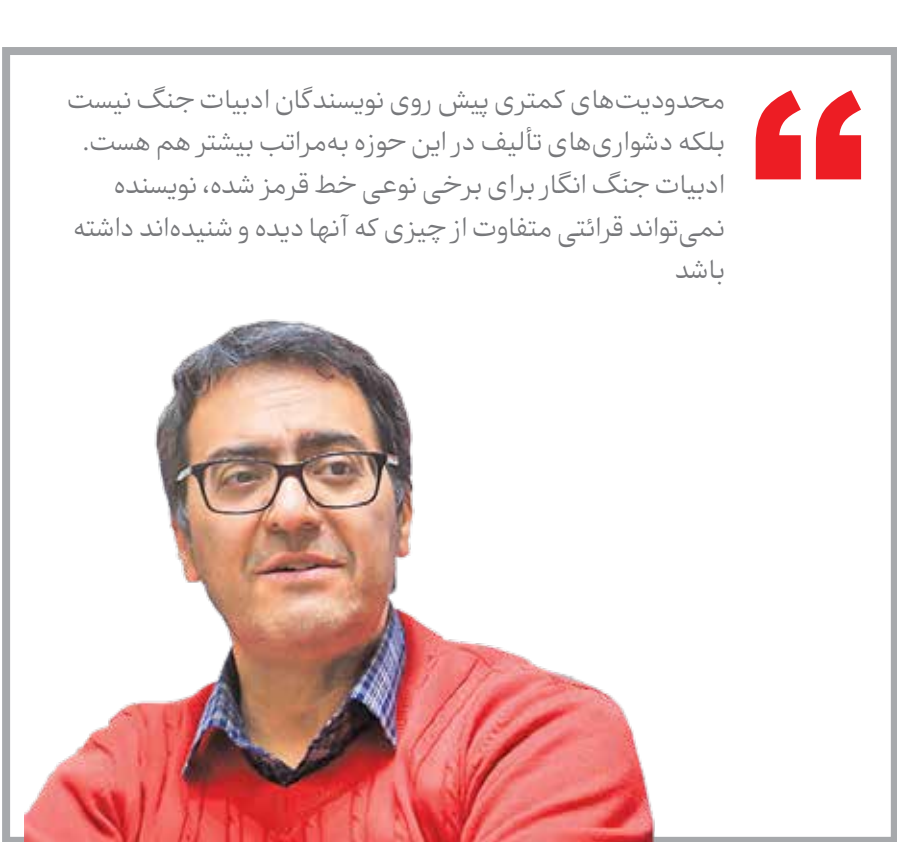 محدودیت‌های کمتری پیش روی نویسندگان ادبیات جنگ نیست
بلکه دشواری‌های تألیف در این حوزه به‌مراتب بیشتر هم هست.
ادبیات جنگ انگار برای برخی نوعی خط قرمز شده، نویسنده
نمی‌تواند قرائتی متفاوت از چیزی که آنها دیده و شنیده‌اند داشته
باشد